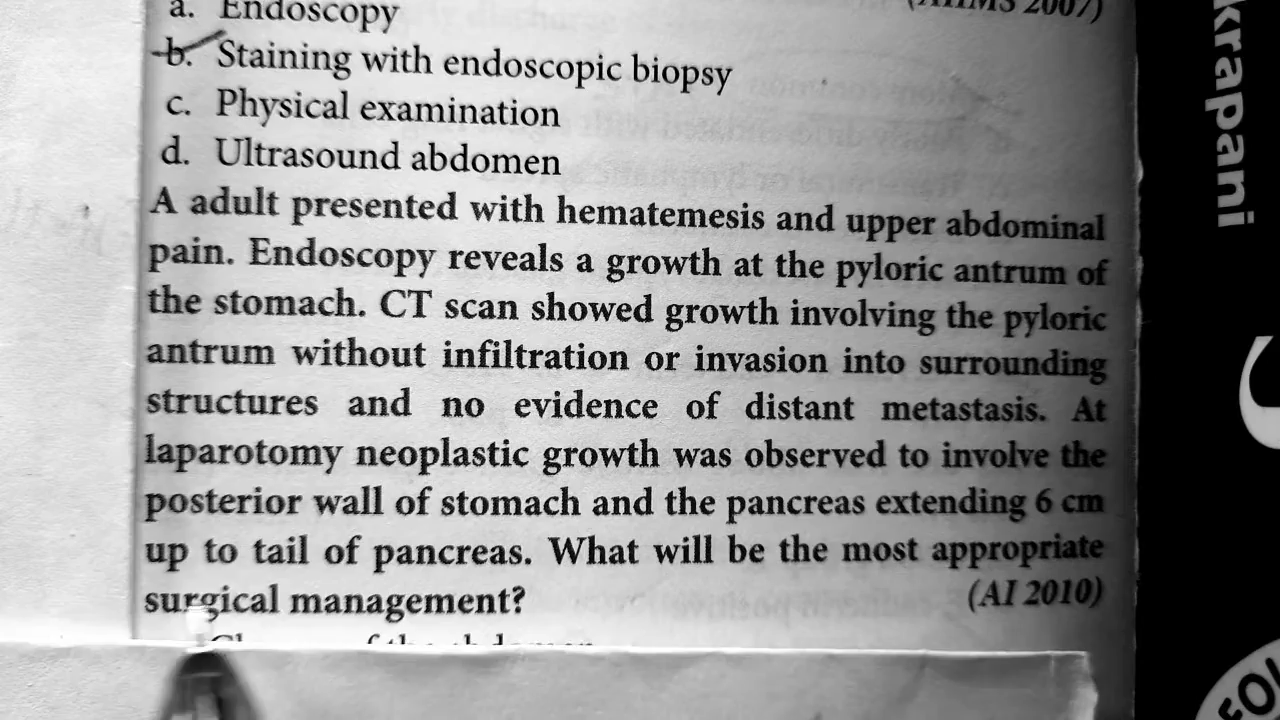 a. Endoscopy
(AIIMS 2007)
b. Staining with endoscopic biopsy
c. Physical examination
d. Ultrasound abdomen
A adult presented with hematemesis and upper abdominal
pain. Endoscopy reveals a growth at the pyloric antrum of
the stomach. CT scan showed growth involving the pyloric
antrum without infiltration or invasion into surrounding
structures and no evidence of distant metastasis. At
laparotomy neoplastic growth was observed to involve the
posterior wall of stomach and the pancreas extending 6 cm
up to tail of pancreas. What will be the most appropriate
surgical management?
(AI 2010)
krapani